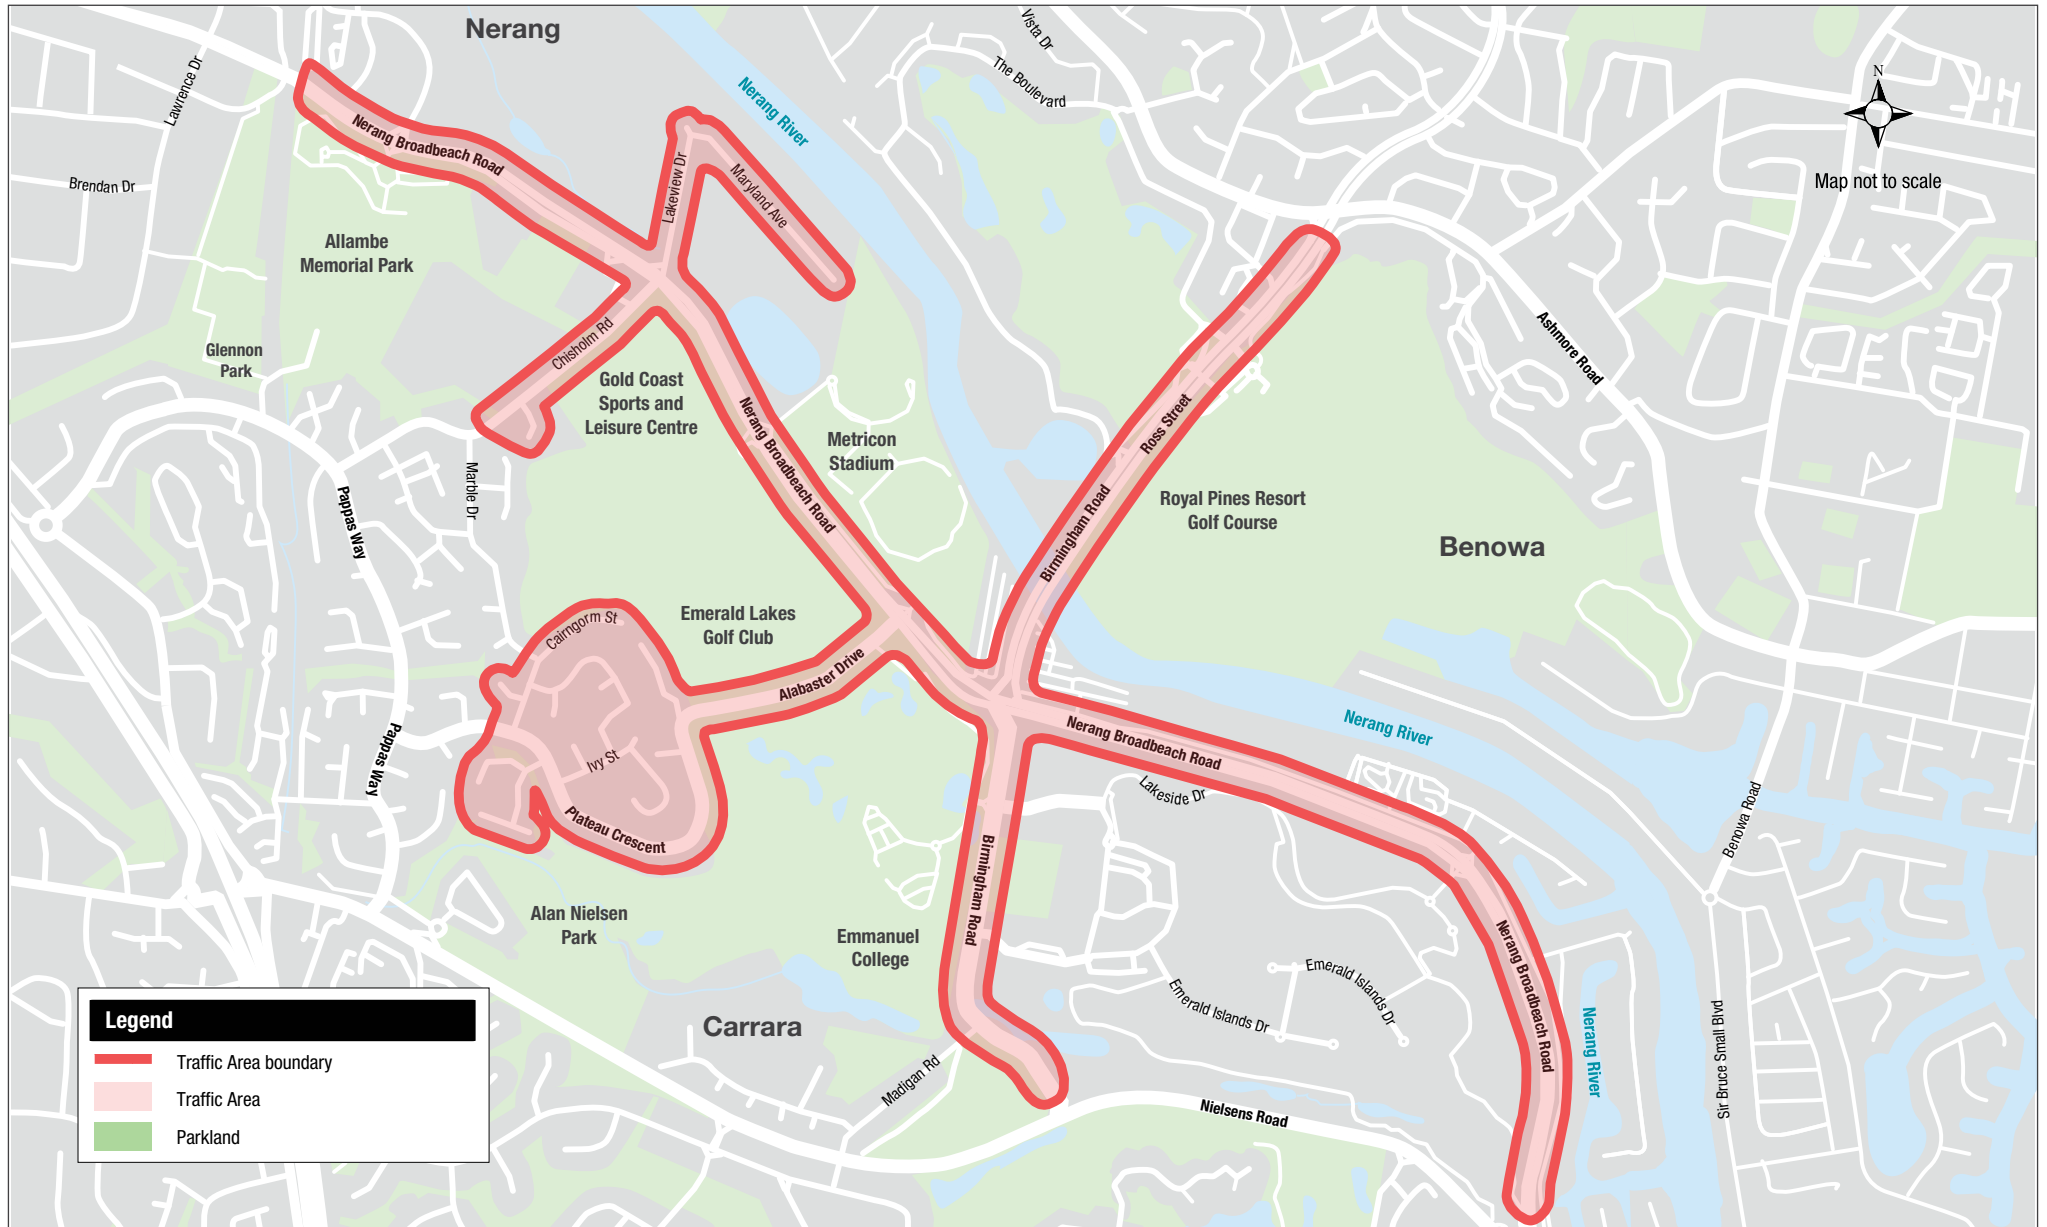 Nerang
Vista Dr
The Boulevard
Lawrence Dr
Nerang River
N
Map not to scale
Nerang Broadbeach Road
Lakeview Dr
Maryland Ave
Brendan Dr
Allambe
Memorial Park
Glennon
Park
Chisholm Rd
Ashmore Road
Gold Coast
Sports and
Leisure Centre
Nerang Broadbeach Road
Metricon
Stadium
Ross Street
Marble Dr
Pappas Way
Birmingham Road
Royal Pines Resort
Golf Course
Benowa
Cairngorm St
Emerald Lakes
Golf Club
Alabaster Drive
Nerang Broadbeach Road
Nerang River
Pappas Way
Ivy St
Lakeside Dr
Plateau Crescent
Benowa Road
Birmingham Road
Alan Nielsen
Park
Emmanuel
College
Nerang Broadbeach Road
Emerald Islands Dr
Emerald Islands Dr
Carrara
Nerang River
Sir Bruce Small Blvd
Madigan Rd
Nielsens Road
Legend
Traffic Area boundary
Traffic Area
Parkland